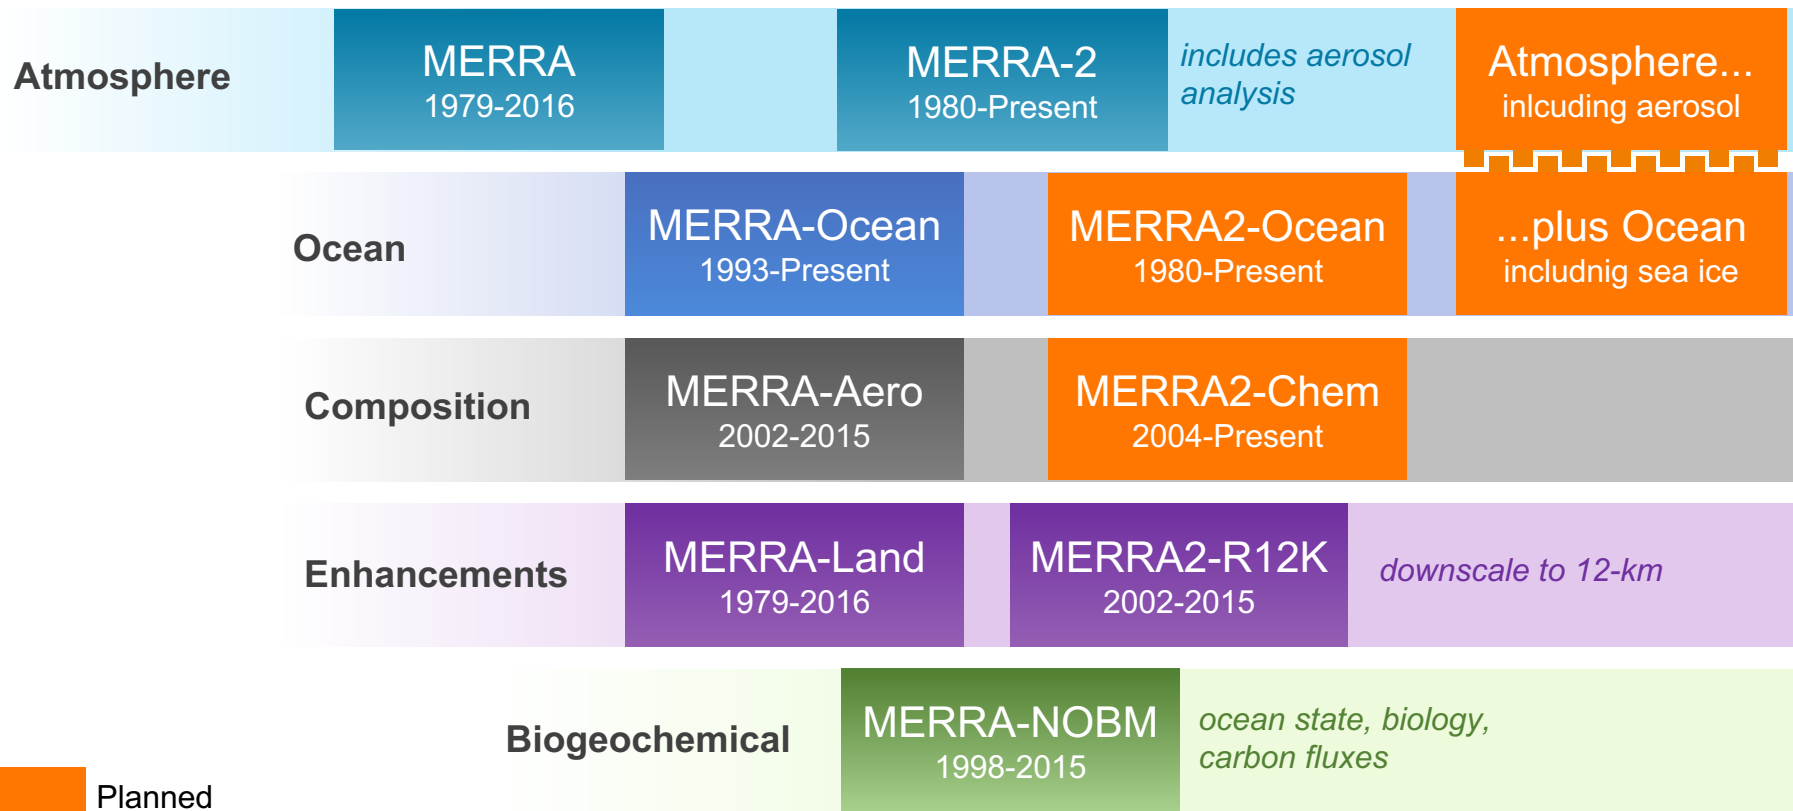 Atmosphere
MERRA
1979-2016
MERRA-2
1980-Present
includes aerosol
analysis
Atmosphere...
inlcuding aerosol
Ocean
MERRA-Ocean
1993-Present
MERRA2-Ocean
1980-Present
...plus Ocean
includnig sea ice
Composition
MERRA-Aero
2002-2015
MERRA2-Chem
2004-Present
Enhancements
MERRA-Land
1979-2016
MERRA2-R12K
2002-2015
downscale to 12-km
Biogeochemical
MERRA-NOBM
1998-2015
ocean state, biology,
carbon fluxes
Planned